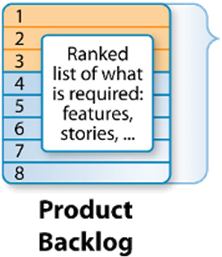 1
2
3
4
5
6
7
8
Ranked
list of what
is required:
features,
stories, ...
Product
Backlog